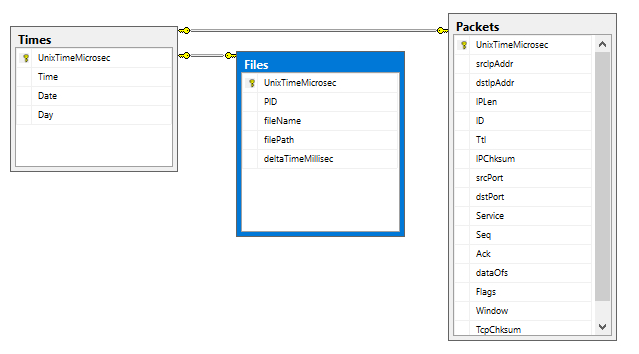 Times
UnixTimeMicrosec
Time
Date
Day
Files
UnixTimeMicrosec
PID
fileName
filePath
deltaTimeMillisec
Packets
UnixTimeMicrosec
srcIpAddr
dstIpAddr
IPLen
ID
Ttl
IPChksum
srcPort
dstPort
Service
Seq
Ack
dataOfs
Flags
Window
TcpChksum